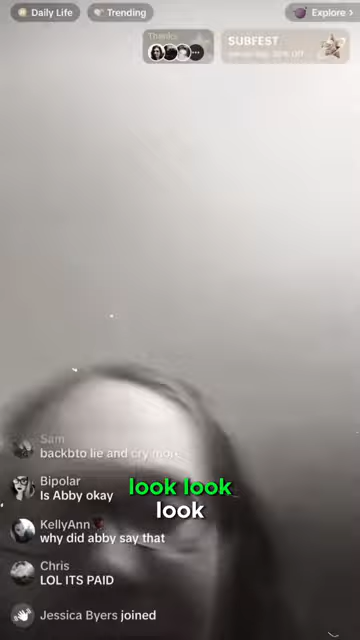 Daily Life
Trending
Explore >
Thanks
SUBFEST
Sam
backbto lie and cry more
Bipolar
Is Abby okay
look look
look
KellyAnn
why did abby say that
Chris
LOL ITS PAID
Jessica Byers joined